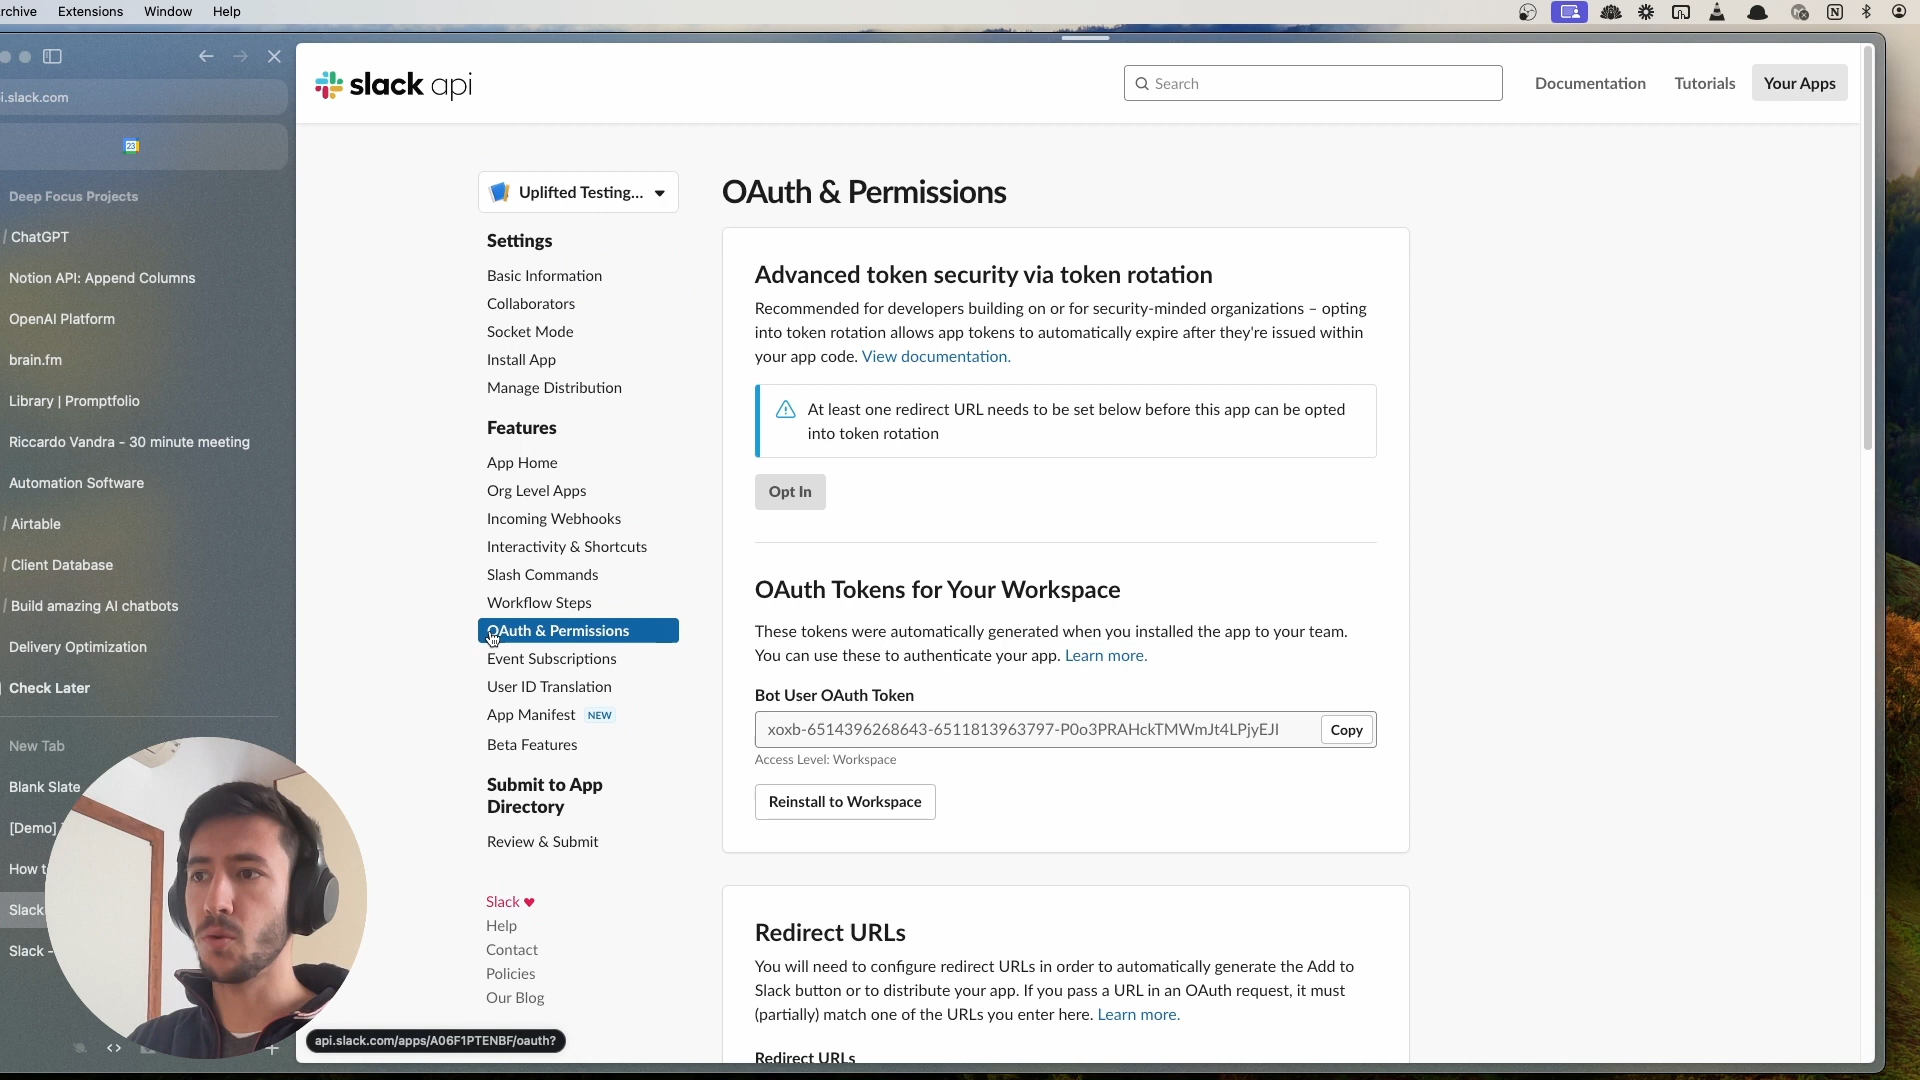 rchive Extensions Window Help
i.slack.com
23
Deep Focus Projects
/ ChatGPT
Notion API: Append Columns
OpenAI Platform
brain.fm
Library | Promptfolio
Riccardo Vandra - 30 minute meeting
Automation Software
/ Airtable
/ Client Database
/ Build amazing AI chatbots
Delivery Optimization
Check Later
New Tab
Blank Slate
[Demo]
How t
Slack
Slack -
slack api
Search
Documentation
Tutorials
Your Apps
Uplifted Testing...
Settings
Basic Information
Collaborators
Socket Mode
Install App
Manage Distribution
Features
App Home
Org Level Apps
Incoming Webhooks
Interactivity & Shortcuts
Slash Commands
Workflow Steps
OAuth & Permissions
Event Subscriptions
User ID Translation
App Manifest NEW
Beta Features
Submit to App
Directory
Review & Submit
Slack ♥
Help
Contact
Policies
Our Blog
api.slack.com/apps/A06F1PTENBF/oauth?
OAuth & Permissions
Advanced token security via token rotation
Recommended for developers building on or for security-minded organizations – opting
into token rotation allows app tokens to automatically expire after they're issued within
your app code. View documentation.
At least one redirect URL needs to be set below before this app can be opted
into token rotation
Opt In
OAuth Tokens for Your Workspace
These tokens were automatically generated when you installed the app to your team.
You can use these to authenticate your app. Learn more.
Bot User OAuth Token
xoxb-6514396268643-6511813963797-P0o3PRAHckTMWmJt4LPjyEJI
Copy
Access Level: Workspace
Reinstall to Workspace
Redirect URLs
You will need to configure redirect URLs in order to automatically generate the Add to
Slack button or to distribute your app. If you pass a URL in an OAuth request, it must
(partially) match one of the URLs you enter here. Learn more.
Redirect URLs